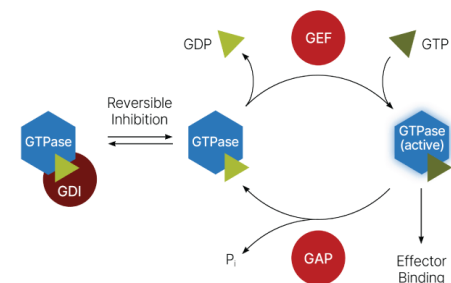 GDP
GEF
GTP
Reversible
Inhibition
GTPase
GDI
GTPase
GTPase
(active)
Pi
GAP
Effector
Binding